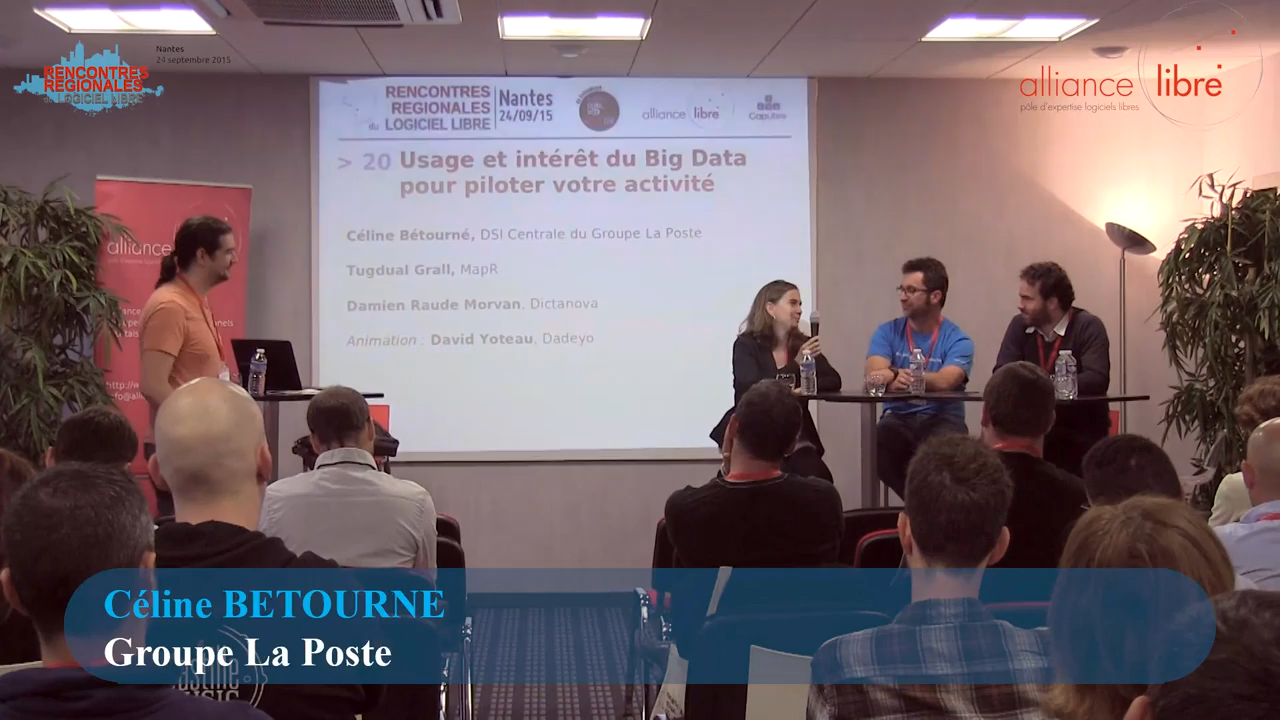 Nantes
24 septembre 2015
RENCONTRES
REGIONALES
du LOGICIEL LIBRE
alliance libre
pôle d'expertise logiciels libres
RENCONTRES
REGIONALES
du LOGICIEL LIBRE
Nantes
24/09/15
alliance libre
> 20 Usage et intérêt du Big Data
pour piloter votre activité
Céline Bétourné, DSI Centrale du Groupe La Poste
Tugdual Grall, MapR
Damien Raude Morvan, Dictanova
Animation : David Yoteau, Dadeyo
alliance
http://w
Céline BETOURNE
Groupe La Poste